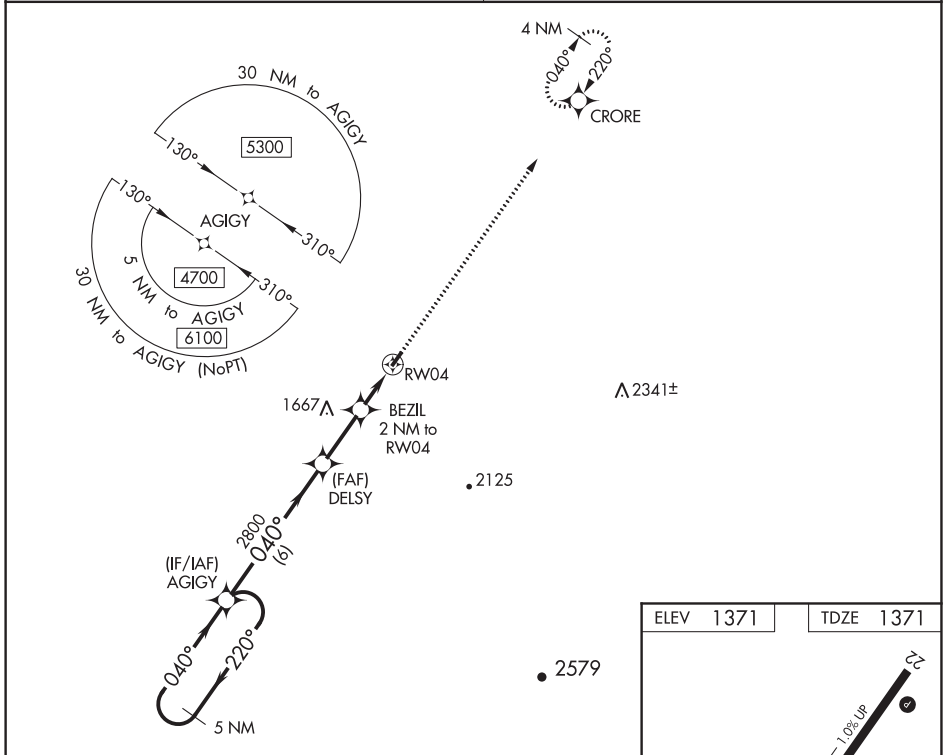 4 NM
040°
220°
CRORE
30 NM to AGIGY
5300
130°
310°
AGIGY
130°
310°
4700
5 NM to AGIGY
6100
30 NM to AGIGY (NoPT)
RW04
1667
BEZIL
2 NM to
RW04
2341±
(FAF)
DELSY
2125
2800
040°
(6)
(IF/IAF)
AGIGY
040°
220°
5 NM
2579
ELEV 1371
TDZE 1371
22
1.0% UP
P